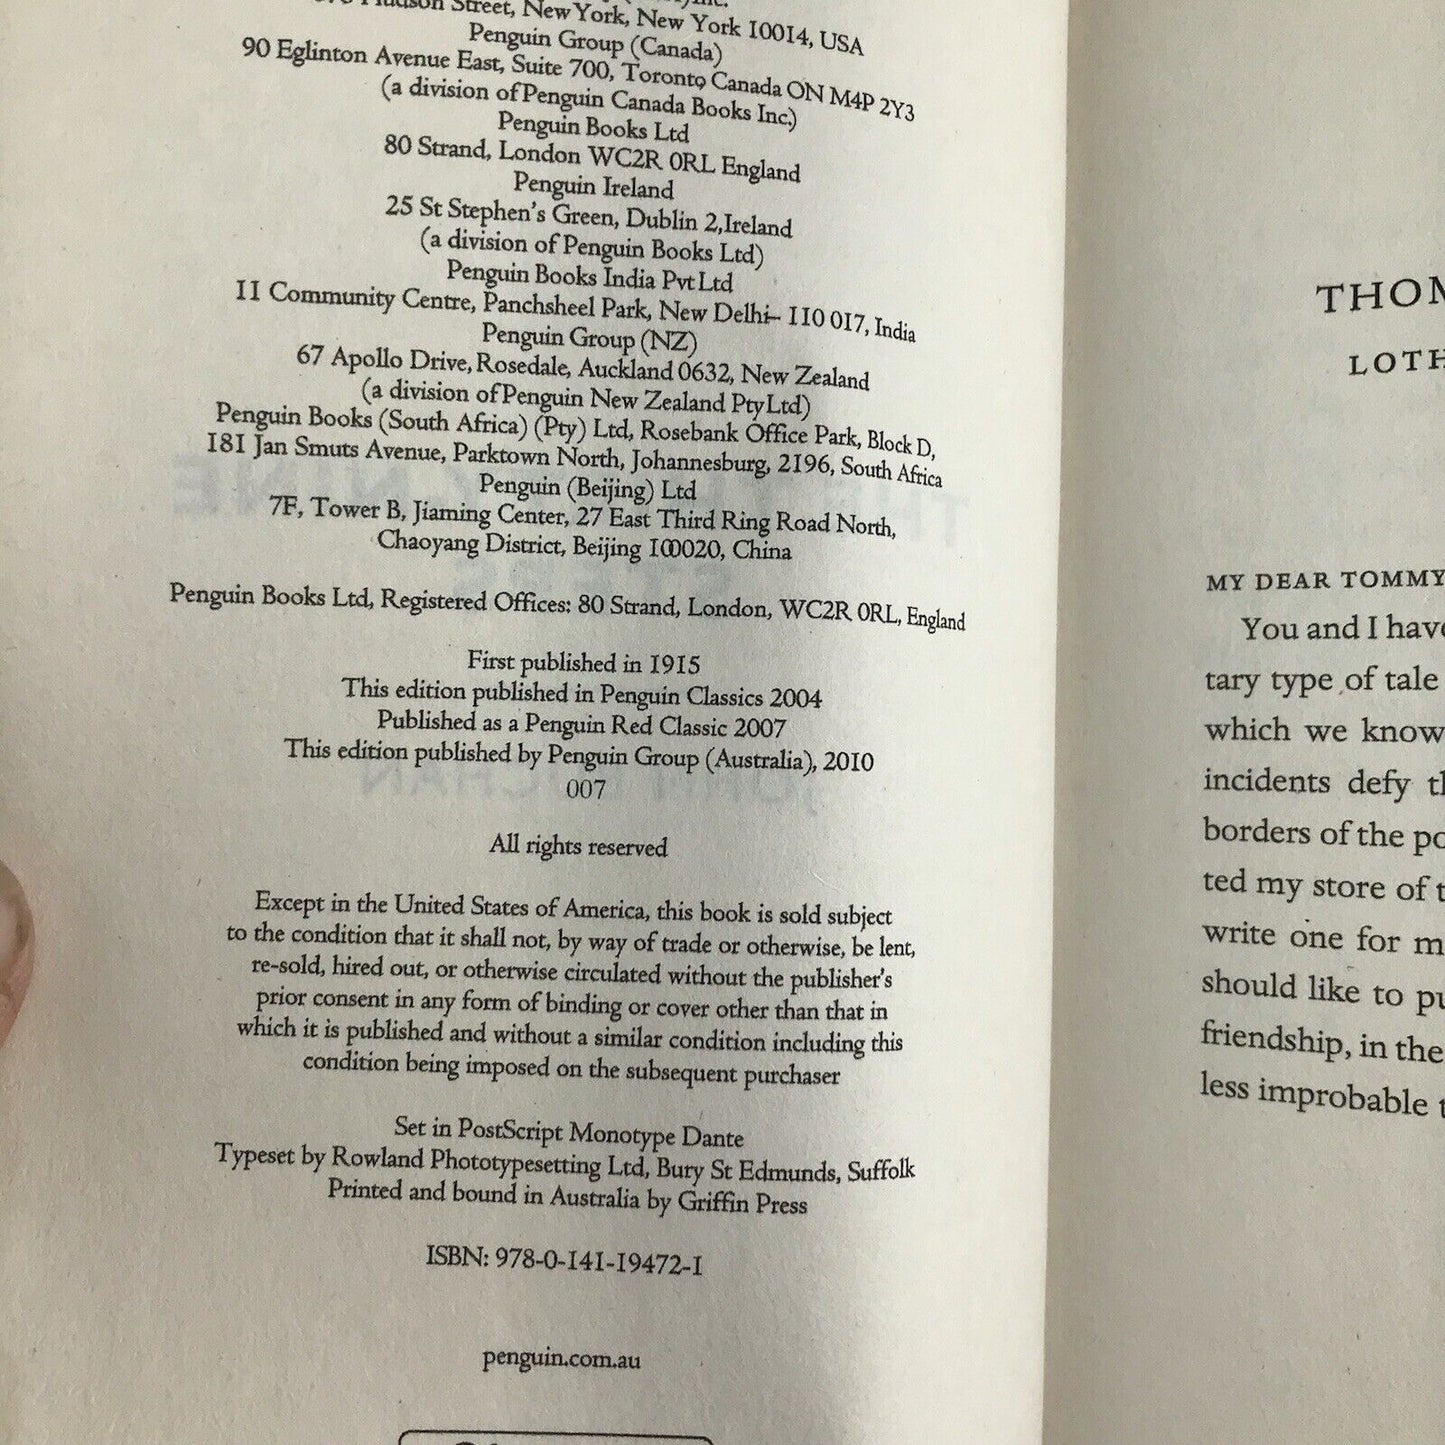 Hudson Street, New York, New York 10014, USA
Penguin Group (Canada)
90 Eglinton Avenue East, Suite 700, Toronto, Canada ON M4P 2Y3
(a division of Penguin Canada Books Inc.)
Penguin Books Ltd
80 Strand, London WC2R 0RL England
Penguin Ireland
25 St Stephen's Green, Dublin 2, Ireland
(a division of Penguin Books Ltd)
Penguin Books India Pvt Ltd
11 Community Centre, Panchsheel Park, New Delhi– 110 017, India
Penguin Group (NZ)
67 Apollo Drive, Rosedale, Auckland 0632, New Zealand
(a division of Penguin New Zealand Pty Ltd)
Penguin Books (South Africa) (Pty) Ltd, Rosebank Office Park, Block D,
181 Jan Smuts Avenue, Parktown North, Johannesburg, 2196, South Africa
Penguin (Beijing) Ltd
7F, Tower B, Jiaming Center, 27 East Third Ring Road North,
Chaoyang District, Beijing 100020, China
Penguin Books Ltd, Registered Offices: 80 Strand, London, WC2R 0RL, England
First published in 1915
This edition published in Penguin Classics 2004
Published as a Penguin Red Classic 2007
This edition published by Penguin Group (Australia), 2010
007
All rights reserved
Except in the United States of America, this book is sold subject
to the condition that it shall not, by way of trade or otherwise, be lent,
re-sold, hired out, or otherwise circulated without the publisher's
prior consent in any form of binding or cover other than that in
which it is published and without a similar condition including this
condition being imposed on the subsequent purchaser
Set in PostScript Monotype Dante
Typeset by Rowland Phototypesetting Ltd, Bury St Edmunds, Suffolk
Printed and bound in Australia by Griffin Press
ISBN: 978-0-141-19472-1
penguin.com.au
THOM
LOTH
MY DEAR TOMMY
You and I have
tary type of tale
which we know
incidents defy th
borders of the po
ted my store of t
write one for m
should like to pu
friendship, in the
less improbable t